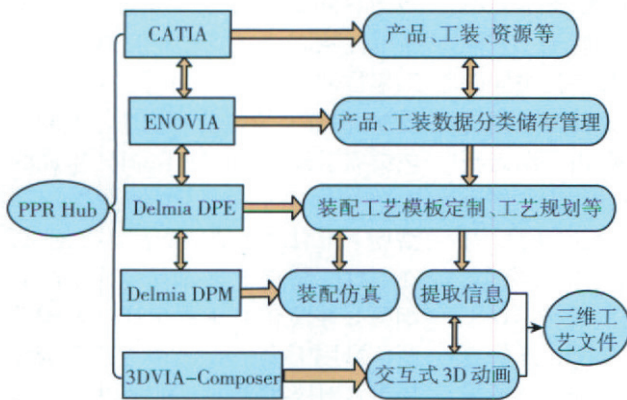 CATIA
产品、工装、资源等
ENOVIA
产品、工装数据分类储存管理
PPR Hub
Delmia DPE
装配工艺模板定制、工艺规划等
Delmia DPM
装配仿真
提取信息
三维工
艺文件
3DVIA-Composer
交互式 3D 动画